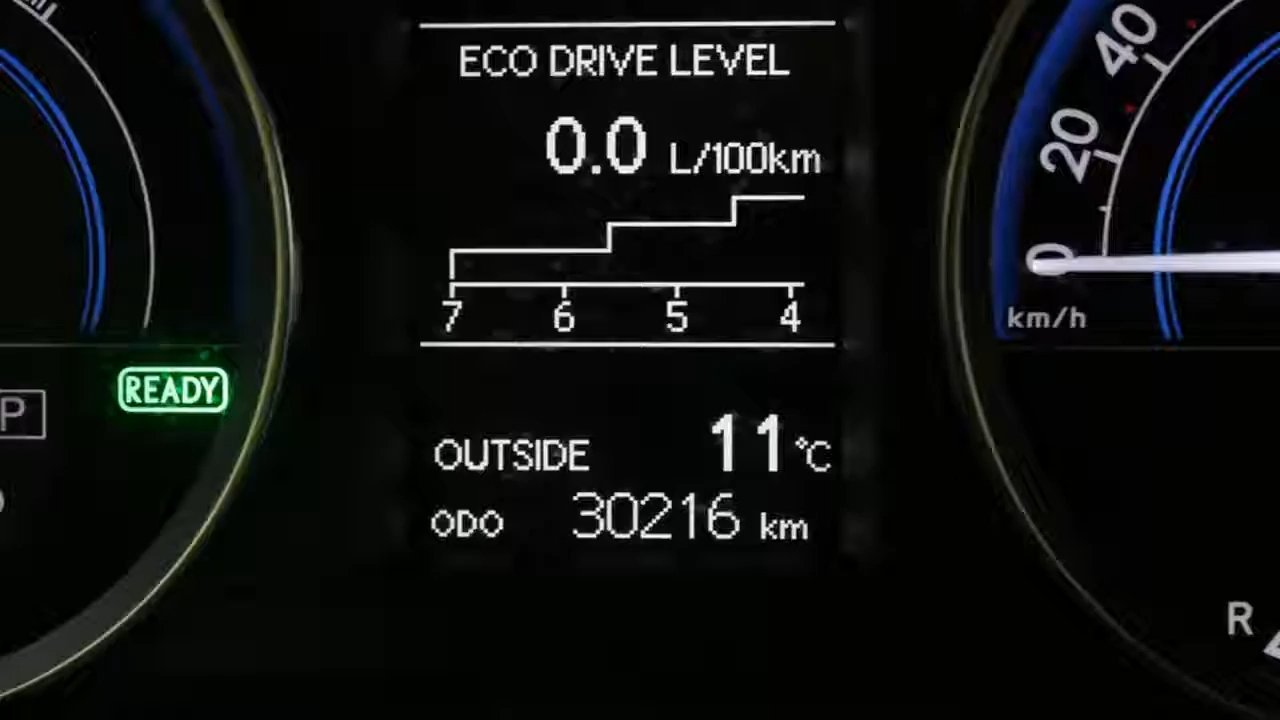 ECO DRIVE LEVEL
0.0 L/100km
7 6 5 4
OUTSIDE 11°C
ODO 30216 km
READY
P
40
20
0
km/h
R